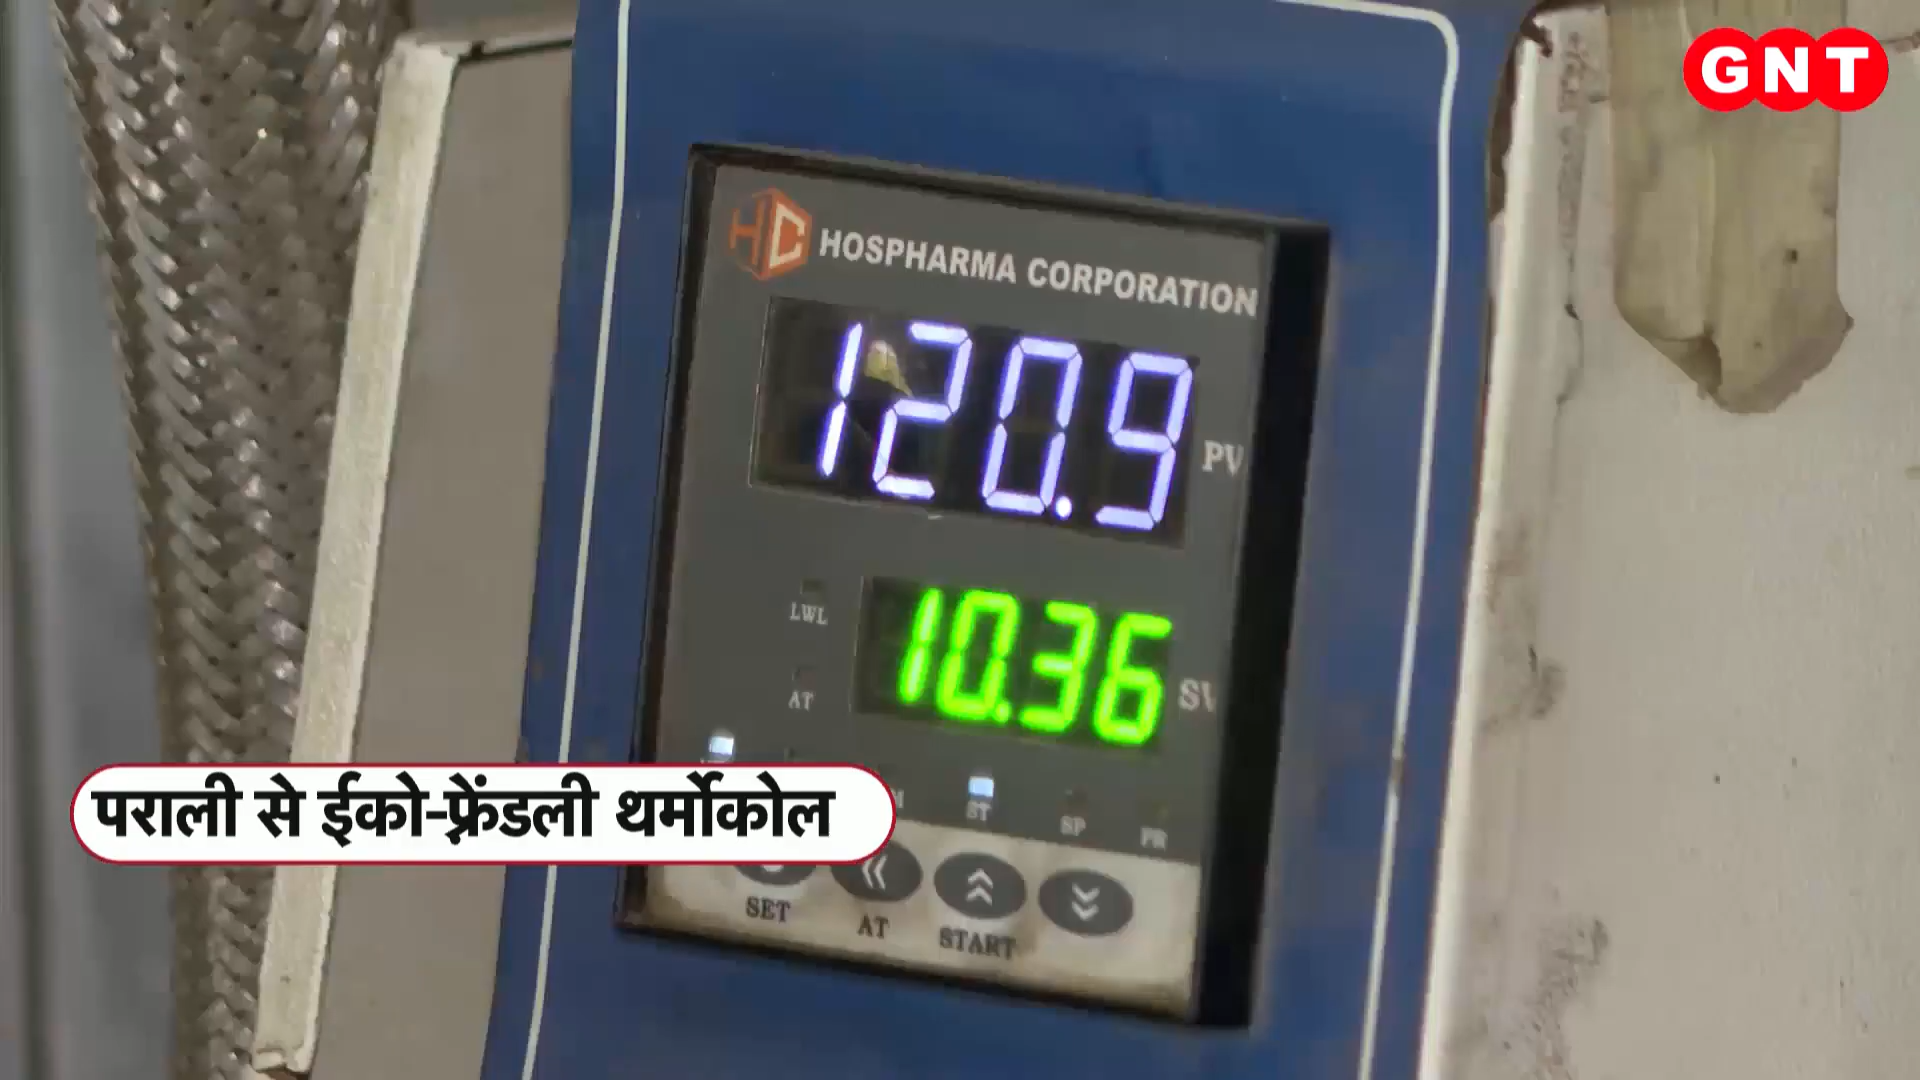 GNT
HC HOSPHARMA CORPORATION
120.9 PV
LWL
10.36
AT
ST SP PR
पराली से ईको-फ्रेंडली थर्मोकोल
SET AT START